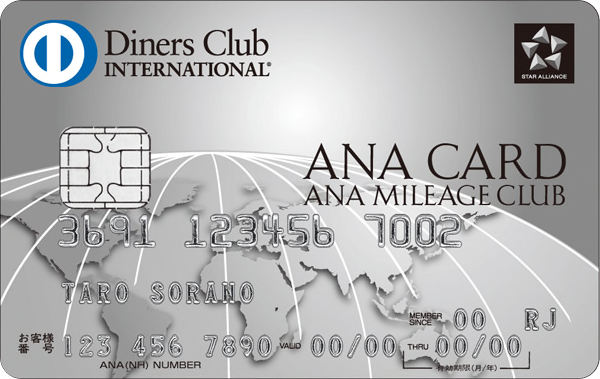 Diners Club
INTERNATIONAL®
STAR ALLIANCE
ANA CARD
ANA MILEAGE CLUB
3691 123456 7002
TARO SORANO
MEMBER SINCE 00 RJ
お客様番号 123 456 7890 VALID 00/00 THRU 00/00
ANA(NH) NUMBER 有効期限(月/年)